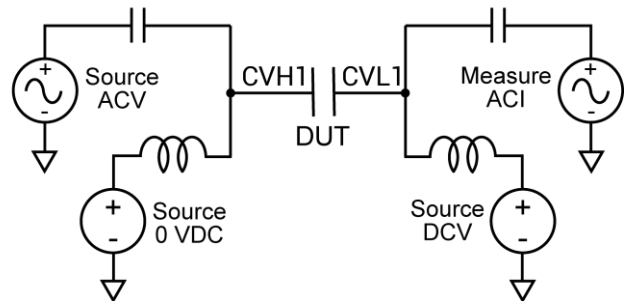 +
-
Source
ACV
CVH1
CVL1
DUT
Measure
ACI
+
-
+
-
Source
0 VDC
Source
DCV
+
-